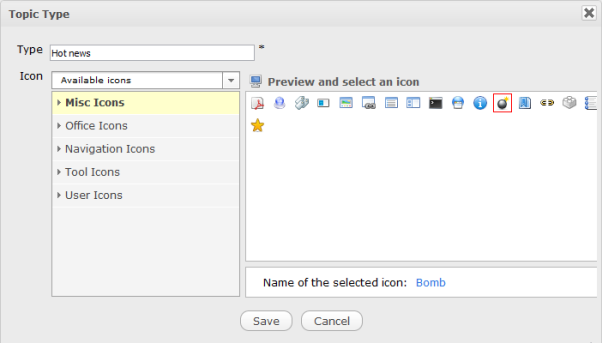 Topic Type
Type Hot news *
Icon Available icons
Preview and select an icon
Misc Icons
Office Icons
Navigation Icons
Tool Icons
User Icons
Name of the selected icon: Bomb
Save Cancel